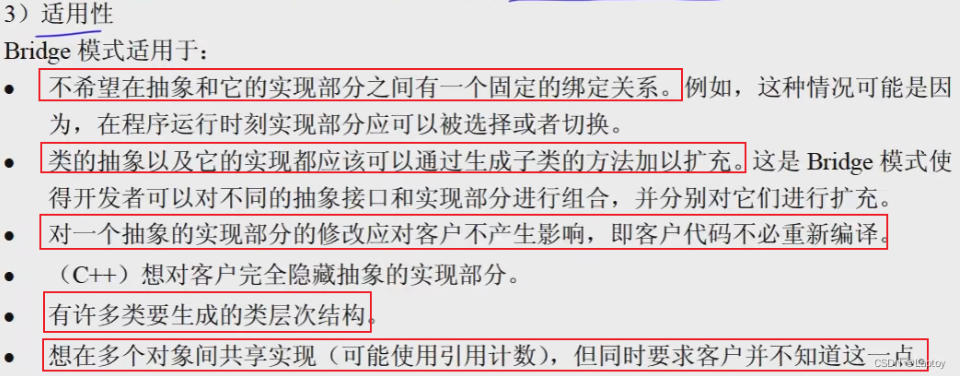 3）适用性
Bridge 模式适用于：
● 不希望在抽象和它的实现部分之间有一个固定的绑定关系。例如，这种情况可能是因
为，在程序运行时刻实现部分应可以被选择或者切换。
● 类的抽象以及它的实现都应该可以通过生成子类的方法加以扩充。这是 Bridge 模式使
得开发者可以对不同的抽象接口和实现部分进行组合，并分别对它们进行扩充。
● 对一个抽象的实现部分的修改应对客户不产生影响，即客户代码不必重新编译。
● （C++）想对客户完全隐藏抽象的实现部分。
● 有许多类要生成的类层次结构。
● 想在多个对象间共享实现（可能使用引用计数），但同时要求客户并不知道这一点。